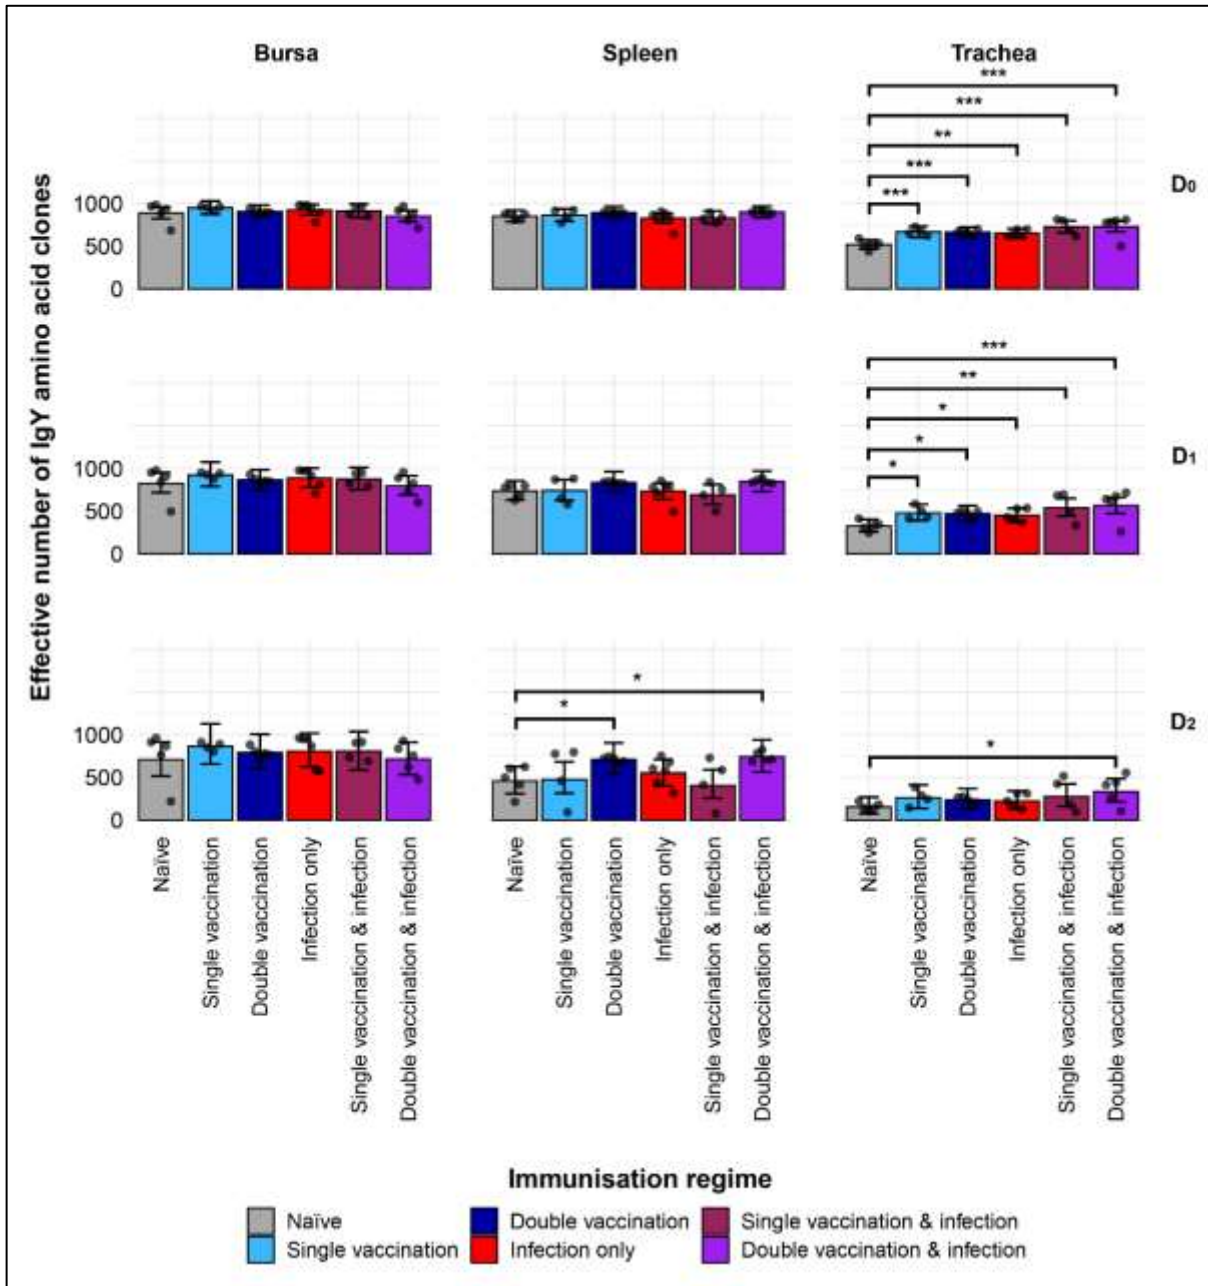 Bursa Spleen Trachea
Effective number of IgY amino acid clones
***
***
**
***
***
1000
500
0
D0
***
**
*
*
*
1000
500
0
D1
*
*
*
1000
500
0
D2
Naïve
Single vaccination
Double vaccination
Infection only
Single vaccination & infection
Double vaccination & infection
Naïve
Single vaccination
Double vaccination
Infection only
Single vaccination & infection
Double vaccination & infection
Naïve
Single vaccination
Double vaccination
Infection only
Single vaccination & infection
Double vaccination & infection
Immunisation regime
Naïve Double vaccination Single vaccination & infection
Single vaccination Infection only Double vaccination & infection